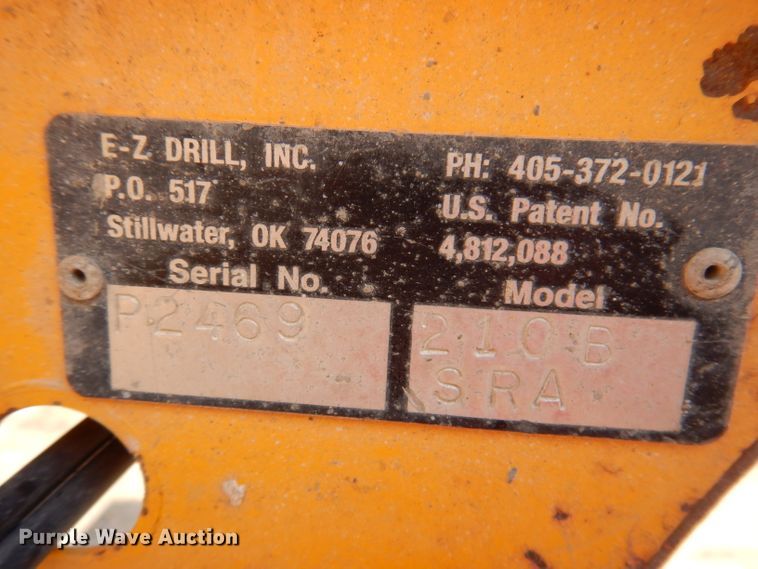 E-Z DRILL, INC.
P.O. 517
Stillwater, OK 74076
PH: 405-372-0121
U.S. Patent No.
4,812,088
Serial No.
P2469
Model
210B
SRA
Purple Wave Auction